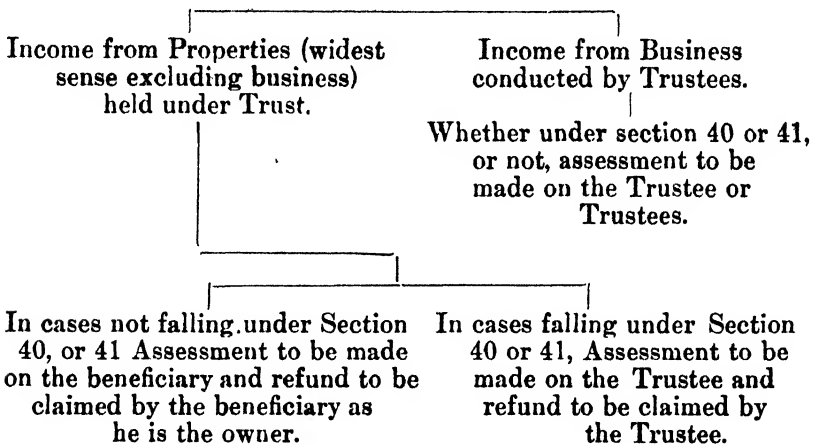 Income from Properties (widest
sense excluding business)
held under Trust.
Income from Business
conducted by Trustees.
Whether under section 40 or 41,
or not, assessment to be
made on the Trustee or
Trustees.
In cases not falling.under Section
40, or 41 Assessment to be made
on the beneficiary and refund to be
claimed by the beneficiary as
he is the owner.
In cases falling under Section
40 or 41, Assessment to be
made on the Trustee and
refund to be claimed by
the Trustee.